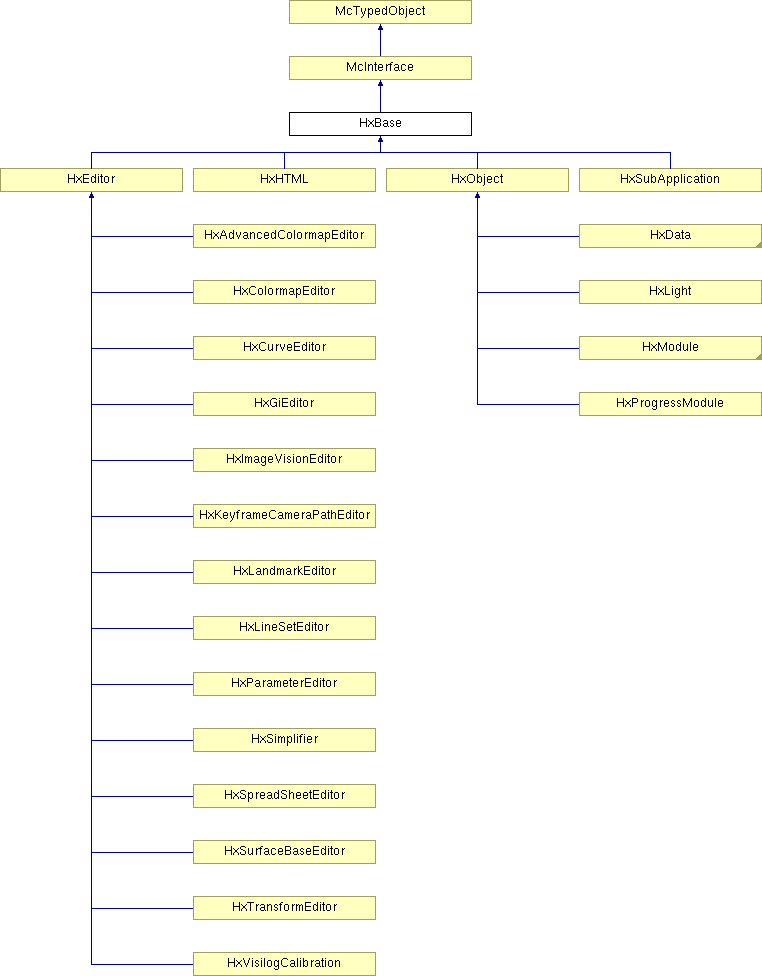 McTypedObject
McInterface
HxBase
HxEditor
HxHTML
HxObject
HxSubApplication
HxAdvancedColormapEditor
HxData
HxColormapEditor
HxLight
HxCurveEditor
HxModule
HxGiEditor
HxProgressModule
HxImageVisionEditor
HxKeyframeCameraPathEditor
HxLandmarkEditor
HxLineSetEditor
HxParameterEditor
HxSimplifier
HxSpreadSheetEditor
HxSurfaceBaseEditor
HxTransformEditor
HxVisilogCalibration